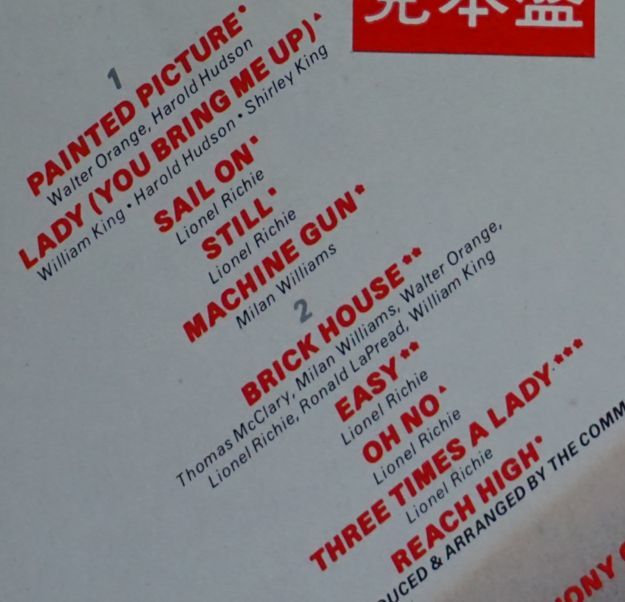 見本盤
1
PAINTED PICTURE•
Walter Orange, Harold Hudson
LADY (YOU BRING ME UP)▲
William King • Harold Hudson • Shirley King
SAIL ON•
Lionel Richie
STILL•
Lionel Richie
MACHINE GUN*
Milan Williams
2
BRICK HOUSE**
Thomas McClary, Milan Williams, Walter Orange,
Lionel Richie, Ronald LaPread, William King
EASY**
Lionel Richie
OH NO▲
Lionel Richie
THREE TIMES A LADY***
Lionel Richie
REACH HIGH•
& ARRANGED BY THE